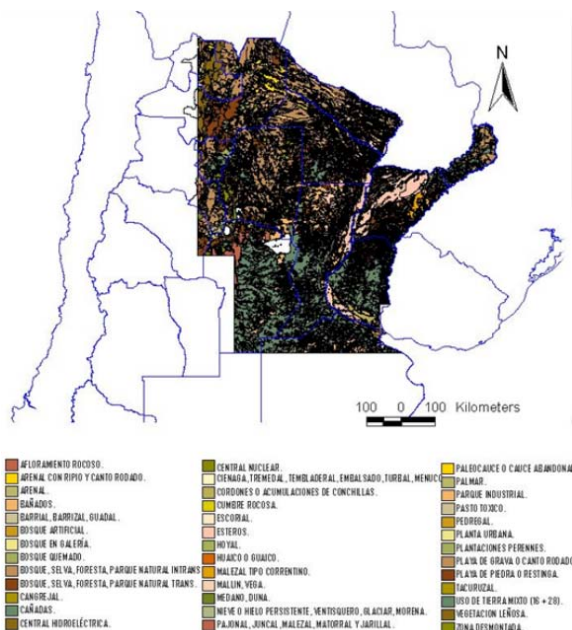 N
100 0 100 Kilometers
AFLORAMIENTO ROCOSO.
ARENAL CON RIPIO Y CANTO RODADO.
ARENAL.
BAÑADOS.
BARRIAL, BARRIZAL, GUADAL.
BOSQUE ARTIFICIAL.
BOSQUE EN GALERÍA.
BOSQUE QUEMADO.
BOSQUE, SELVA, FORESTA, PARQUE NATURAL INTRANS
BOSQUE, SELVA, FORESTA, PARQUE NATURAL TRANS.
CANGREJAL.
CAÑADAS.
CENTRAL HIDROELÉCTRICA.
CENTRAL NUCLEAR.
CIENAGA, TREMEDAL, TEMBLADERAL, EMBALSADO, TURBAL, MENUCO
CORDONES O ACUMULACIONES DE CONCHILLAS.
CUMBRE ROCOSA.
ESCORIAL.
ESTEROS.
HOYAL.
HUAICO O GUAICO.
MALEZAL TIPO CORRENTINO.
MALLIN, VEGA.
MEDANO, DUNA.
NIEVE O HIELO PERSISTENTE, VENTISQUERO, GLACIAR, MORENA.
PAJONAL, JUNCAL, MALEZAL, MATORRAL Y JARILLAL.
PALEOCAUCE O CAUCE ABANDONA
PALMAR.
PARQUE INDUSTRIAL.
PASTO TOXICO.
PEDREGAL.
PLANTA URBANA.
PLANTACIONES PERENNES.
PLAYA DE GRAVA O CANTO RODADO
PLAYA DE PIEDRA O RESTINGA.
TACURUZAL.
USO DE TIERRA MIXTO (16 + 28).
VEGETACION LEÑOSA.
ZONA DESMONTADA.